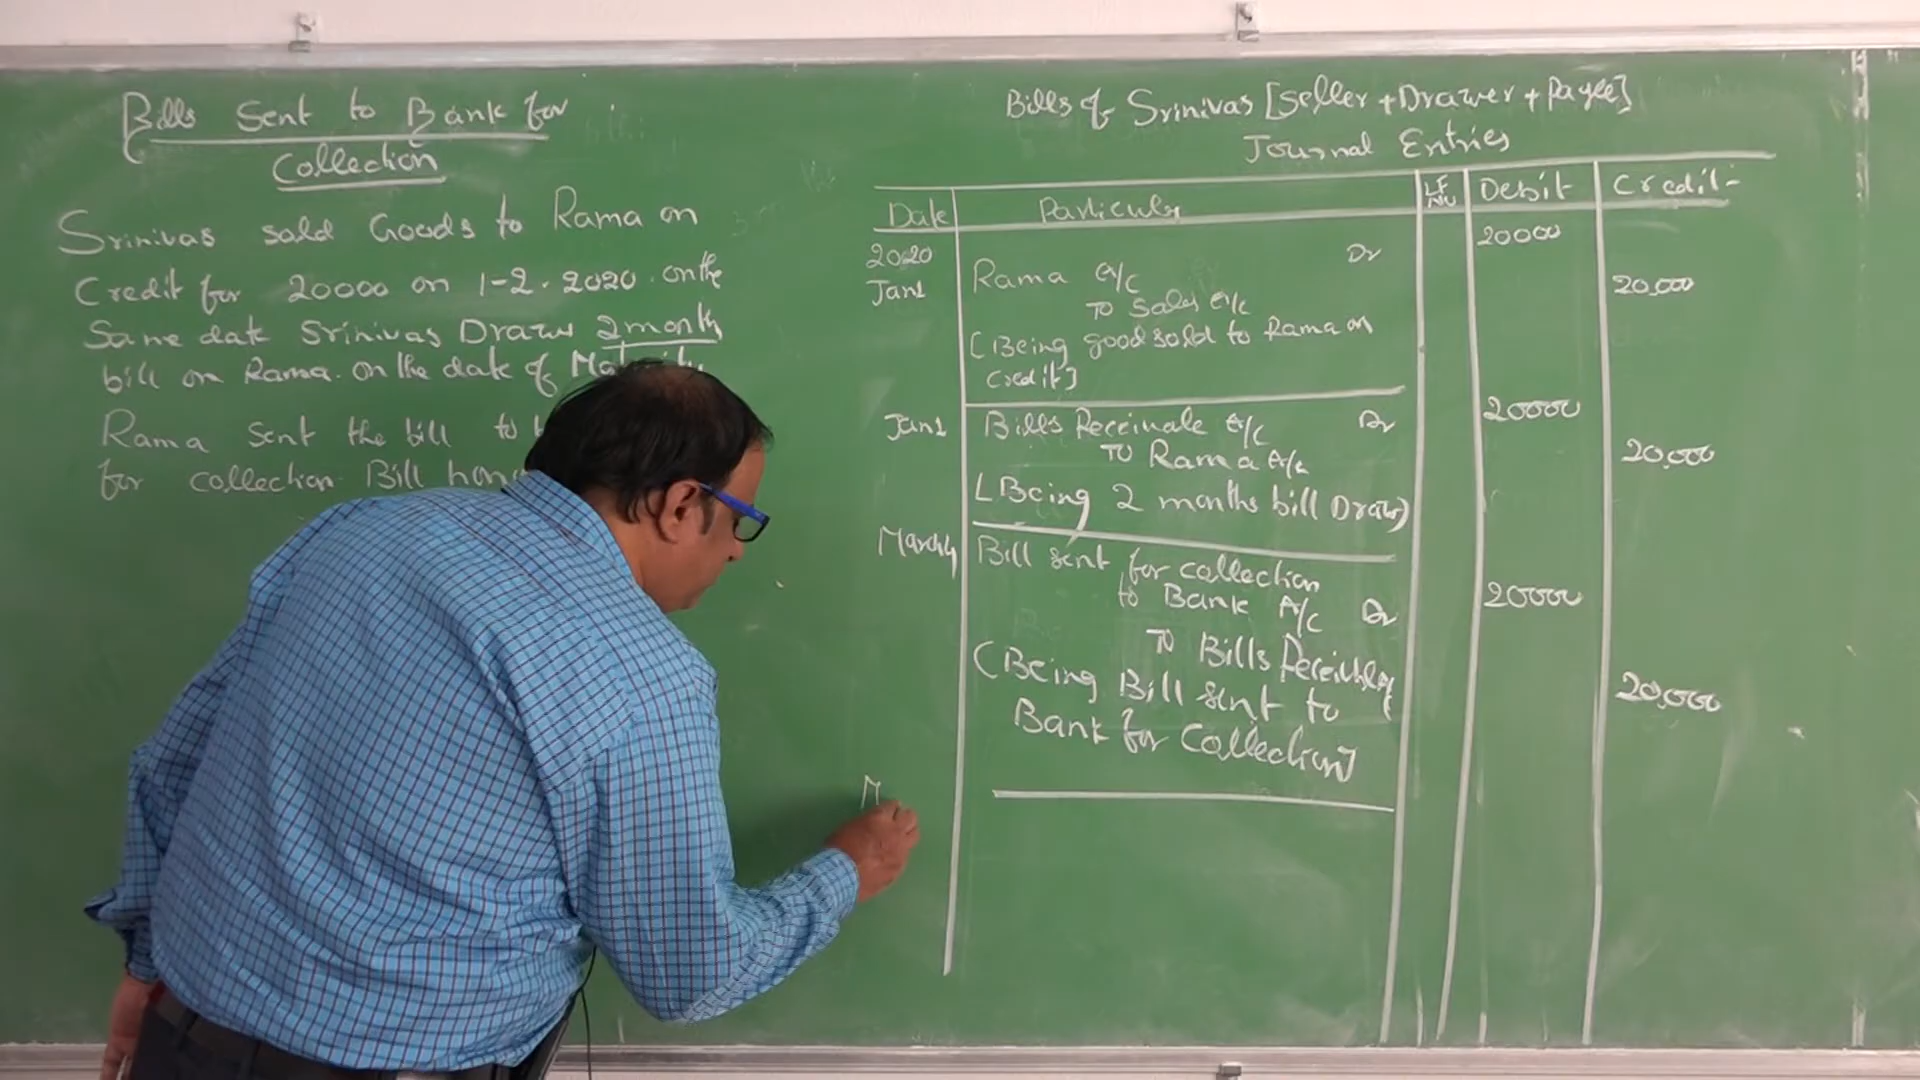 Bills Sent to Bank for
Collection
Srinivas sold Goods to Rama on
Credit for 20000 on 1-2-2020. on the
Same date Srinivas Draws 2 month
bill on Rama. on the date of
Rama sent the bill to
for collection. Bill
Bills of Srinivas [Seller + Drawer + Payee]
Journal Entries
Date Particulars LF NO Debit Credit
2020
Jan 1 Rama A/c Dr 20000
To Sales A/c 20,000
(Being good sold to Rama on
Credit]
Jan 1 Bills Receivale A/c Dr 20000
To Rama A/c 20,000
(Being 2 months bill Draw)
March 4 Bill sent for collection
to Bank A/c Dr 20000
To Bills Receivable
(Being Bill sent to 20,000
Bank for Collection]
M